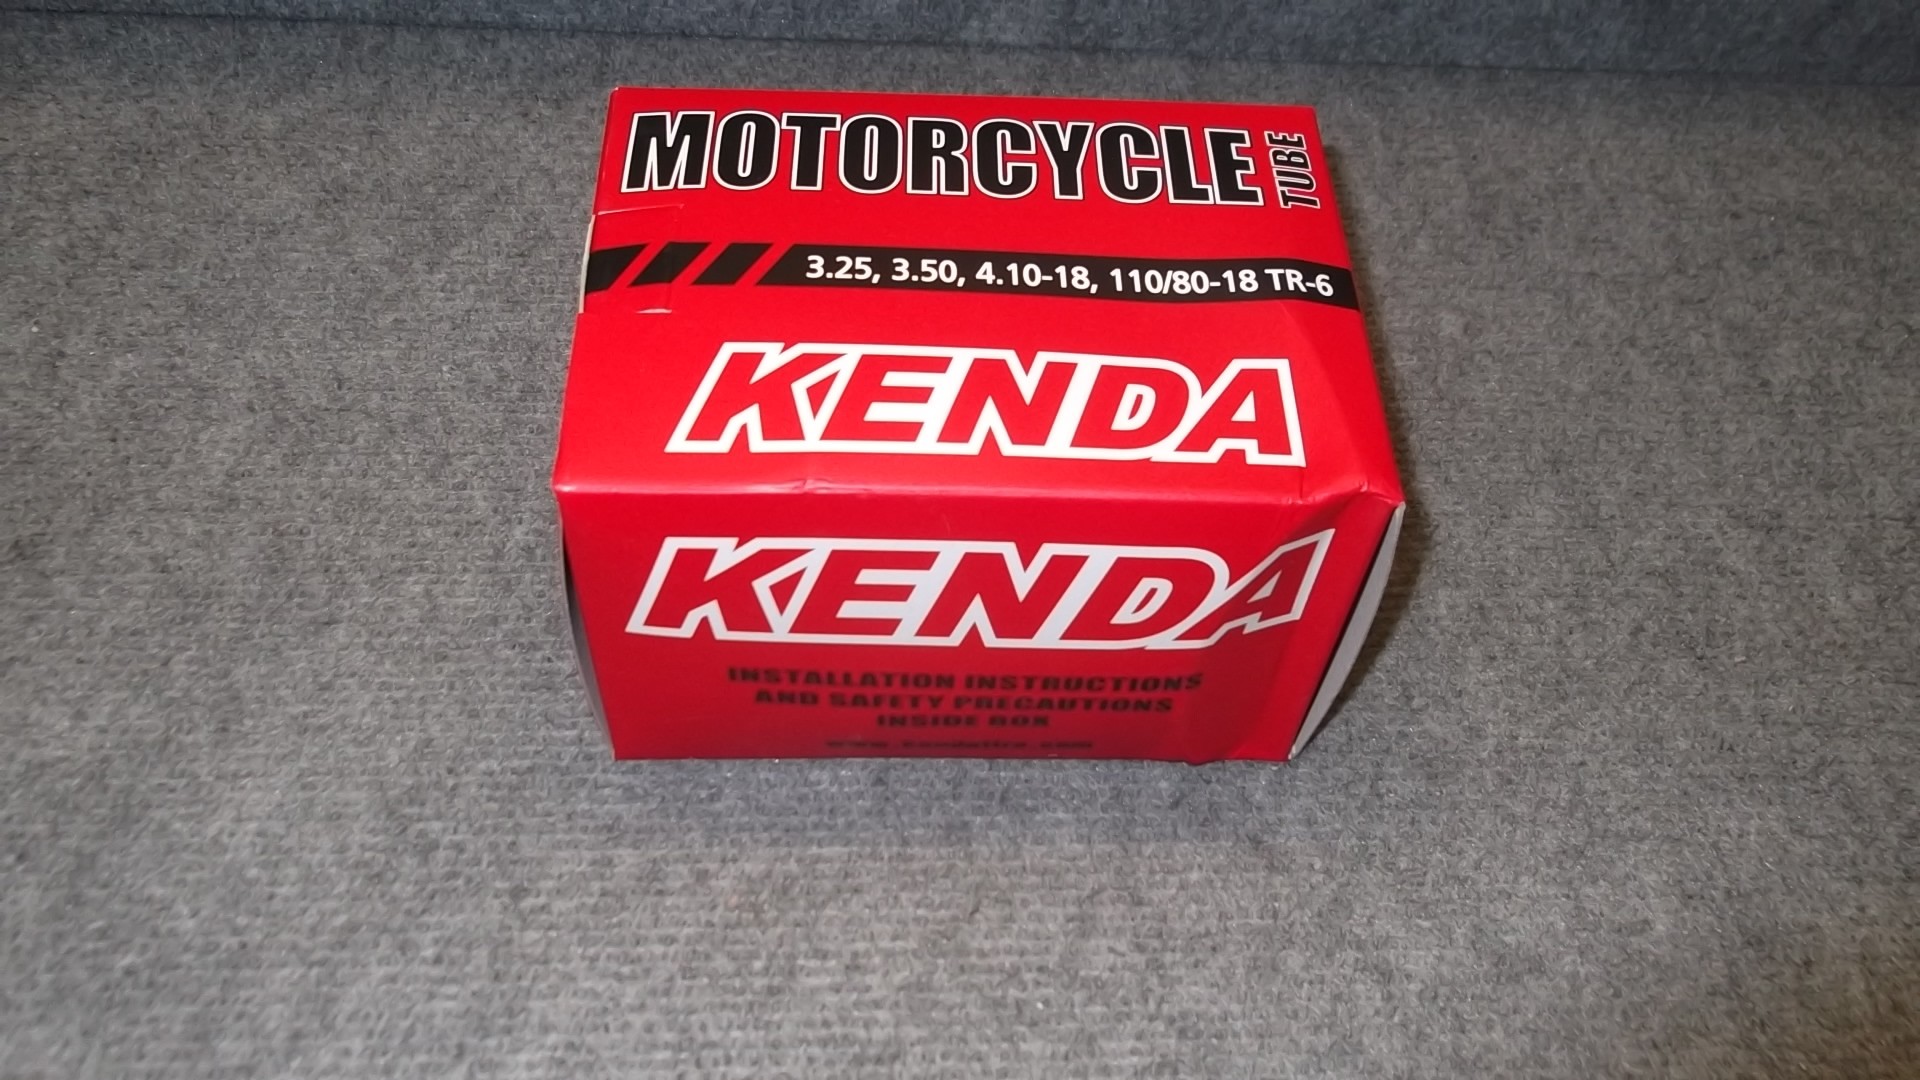 MOTORCYCLE TUBE
3.25, 3.50, 4.10-18, 110/80-18 TR-6
KENDA
KENDA
INSTALLATION INSTRUCTIONS
AND SAFETY PRECAUTIONS
INSIDE BOX